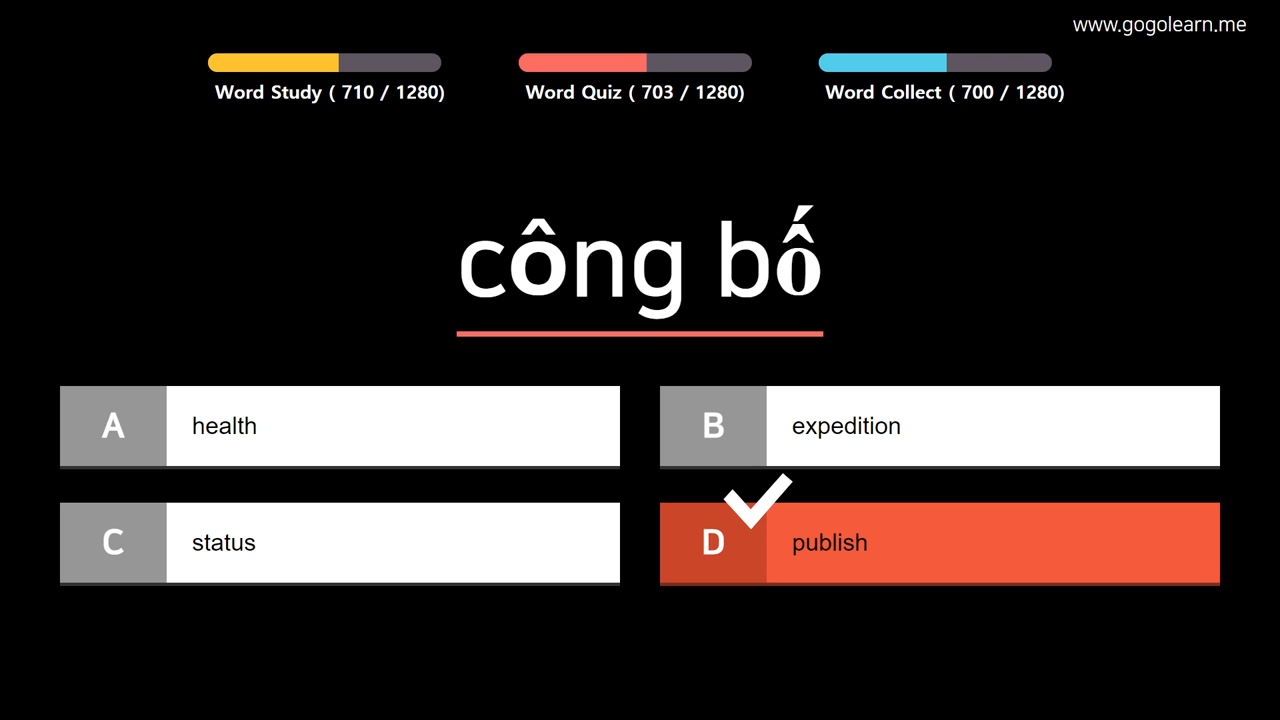 www.gogolearn.me
Word Study ( 710 / 1280)
Word Quiz ( 703 / 1280)
Word Collect ( 700 / 1280)
công bố
A health
B expedition
C status
D publish